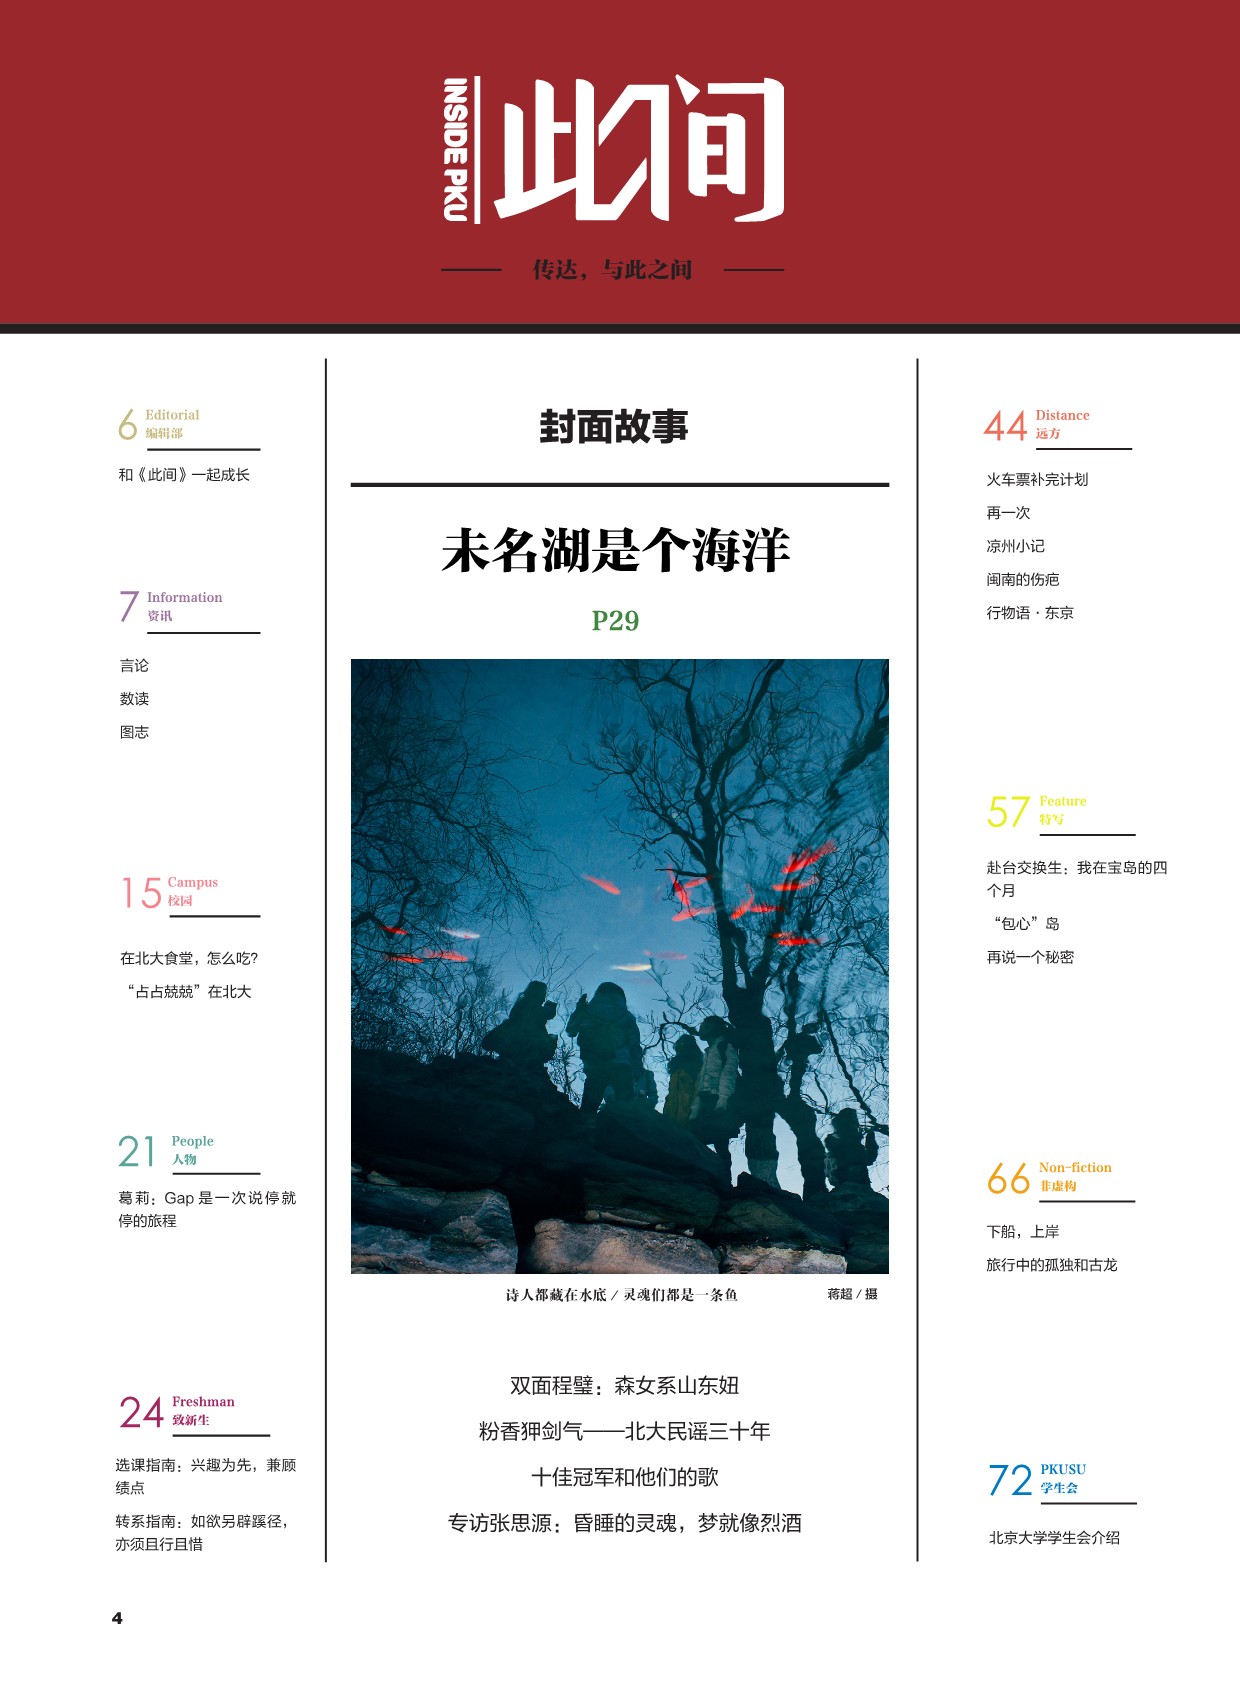 INSIDE PKU
此间
传达，与此之间
6 Editorial
编辑部
和《此间》一起成长
7 Information
资讯
言论
数读
图志
15 Campus
校园
在北大食堂，怎么吃?
“占占兢兢”在北大
21 People
人物
葛莉：Gap 是一次说停就
停的旅程
24 Freshman
致新生
选课指南：兴趣为先，兼顾
绩点
转系指南：如欲另辟蹊径，
亦须且行且惜
封面故事
未名湖是个海洋
P29
诗人都藏在水底 / 灵魂们都是一条鱼
蒋超 / 摄
双面程璧：森女系山东妞
粉香狎剑气——北大民谣三十年
十佳冠军和他们的歌
专访张思源：昏睡的灵魂，梦就像烈酒
44 Distance
远方
火车票补完计划
再一次
凉州小记
闽南的伤疤
行物语 · 东京
57 Feature
特写
赴台交换生：我在宝岛的四
个月
“包心”岛
再说一个秘密
66 Non-fiction
非虚构
下船，上岸
旅行中的孤独和古龙
72 PKUSU
学生会
北京大学学生会介绍
4